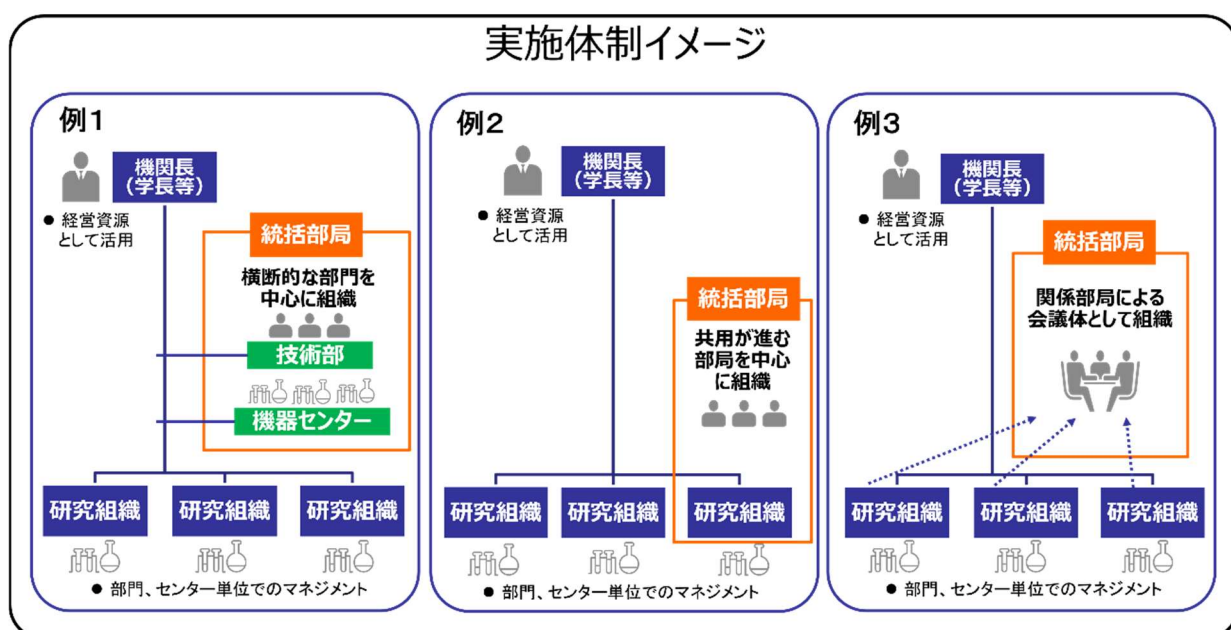 実施体制イメージ
例1
機関長
(学長等)
● 経営資源
として活用
統括部局
横断的な部門を
中心に組織
技術部
機器センター
研究組織
研究組織
研究組織
● 部門、センター単位でのマネジメント
例2
機関長
(学長等)
● 経営資源
として活用
統括部局
共用が進む
部局を中心
に組織
研究組織
研究組織
研究組織
● 部門、センター単位でのマネジメント
例3
機関長
(学長等)
● 経営資源
として活用
統括部局
関係部局による
会議体として組織
研究組織
研究組織
研究組織
● 部門、センター単位でのマネジメント